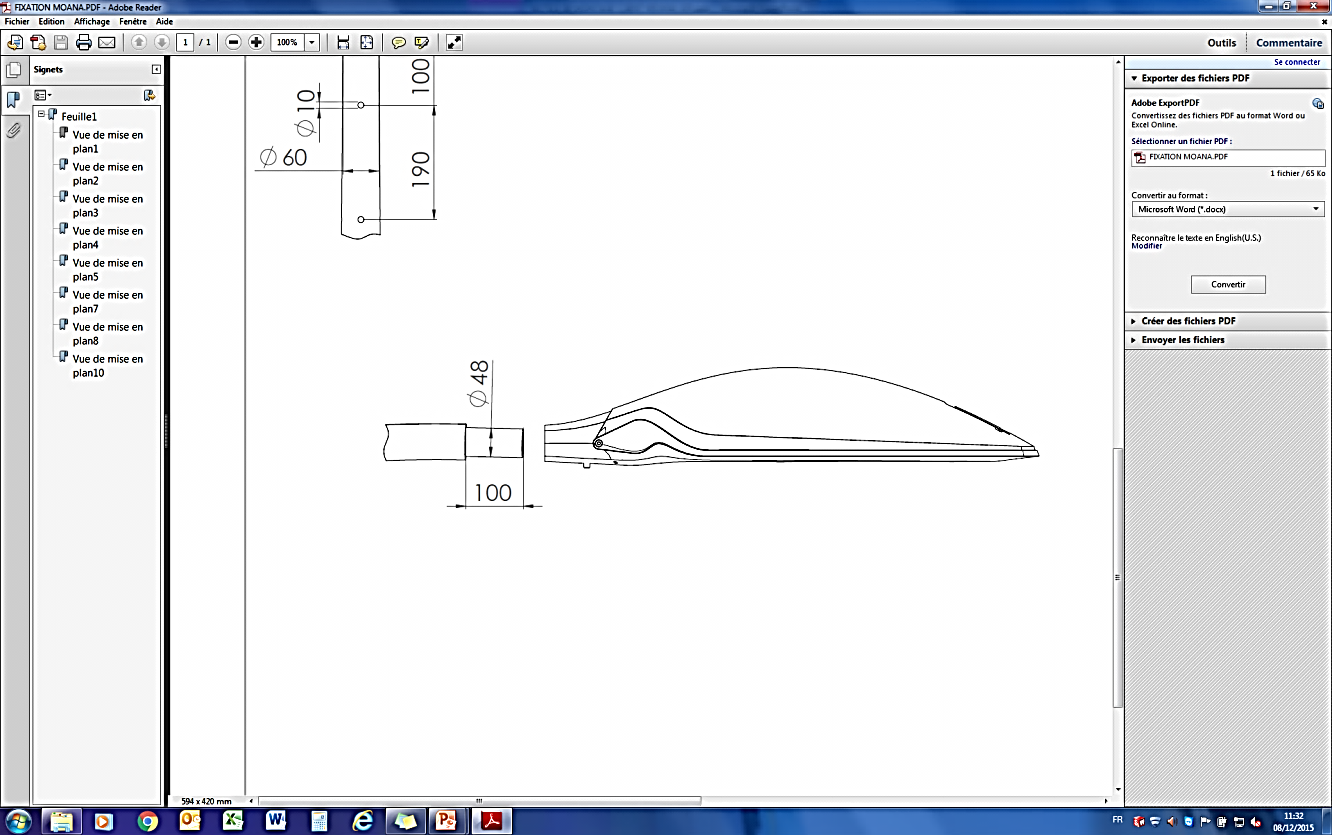 FIXATION MOANA.PDF - Adobe Reader
Fichier Edition Affichage Fenêtre Aide
1 / 1 100% Outils Commentaire
Se connecter
Signets
Feuille1
Vue de mise en
plan1
Vue de mise en
plan2
Vue de mise en
plan3
Vue de mise en
plan4
Vue de mise en
plan5
Vue de mise en
plan7
Vue de mise en
plan8
Vue de mise en
plan10
100
∅ 10
∅ 60
190
∅ 48
100
594 x 420 mm
Exporter des fichiers PDF
Adobe ExportPDF
Convertissez des fichiers PDF au format Word ou
Excel Online.
Sélectionner un fichier PDF :
FIXATION MOANA.PDF
1 fichier / 65 Ko
Convertir au format :
Microsoft Word (*.docx)
Reconnaître le texte en English(U.S.)
Modifier
Convertir
Créer des fichiers PDF
Envoyer les fichiers
FR
11:32
08/12/2015